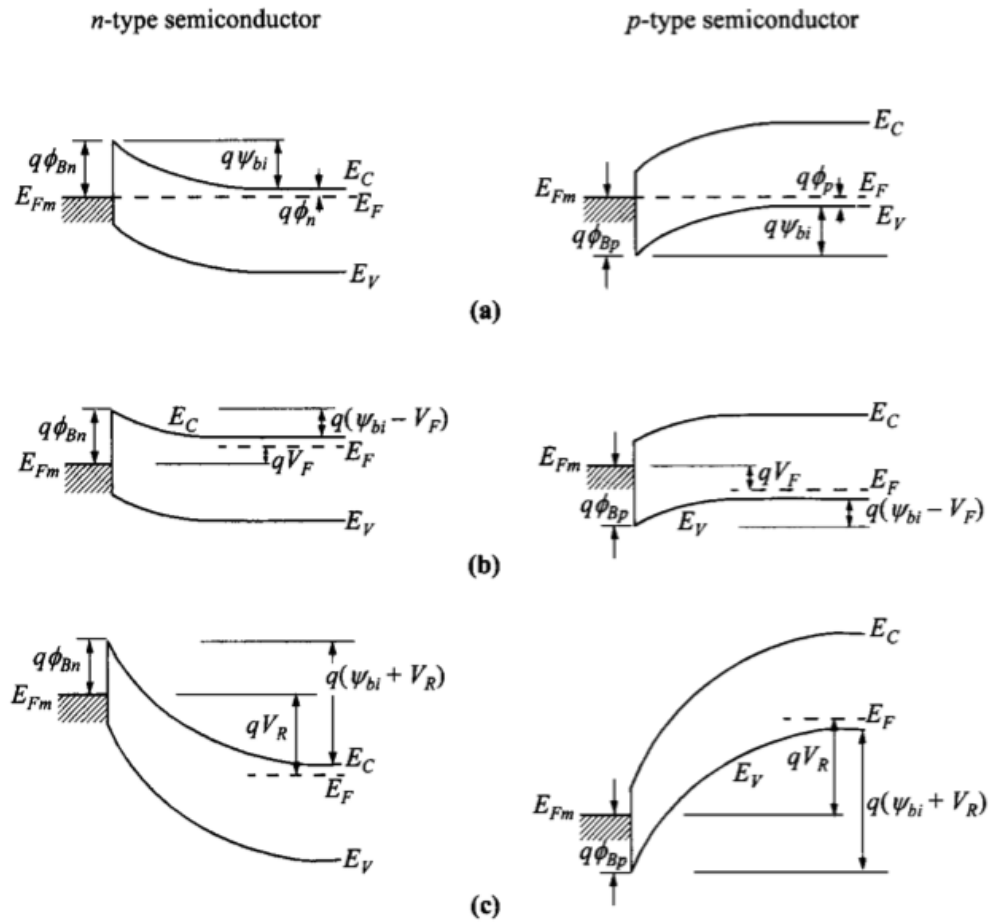 n-type semiconductor
p-type semiconductor
qϕBn
qψbi
EC
EFm
EF
qϕn
EV
EC
qϕp
EF
EFm
EV
qψbi
qϕBp
(a)
qϕBn
EC
q(ψbi − VF)
EFm
EF
qVF
EV
EC
EFm
qVF
EF
qϕBp
EV
q(ψbi − VF)
(b)
qϕBn
q(ψbi + VR)
EFm
qVR
EC
EF
EV
EC
EF
EV
qVR
EFm
q(ψbi + VR)
qϕBp
(c)